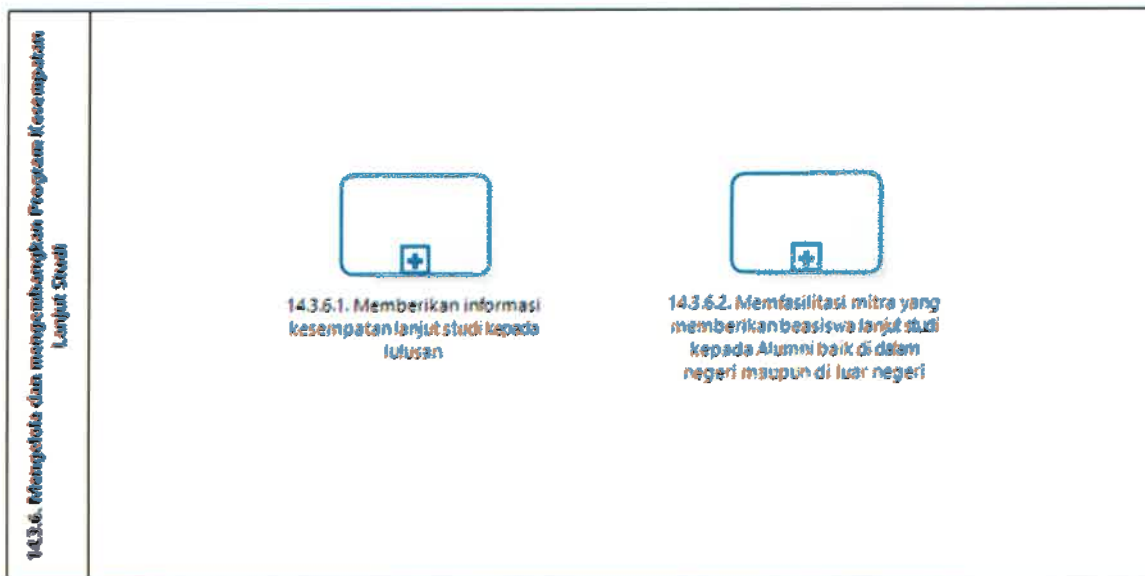 14.3.6. Mengelola dan mengembangkan Program Kesempatan
Lanjut Studi
14.3.6.1. Memberikan informasi
kesempatan lanjut studi kepada
lulusan
14.3.6.2. Memfasilitasi mitra yang
memberikan beasiswa lanjut studi
kepada Alumni baik di dalam
negeri maupun di luar negeri